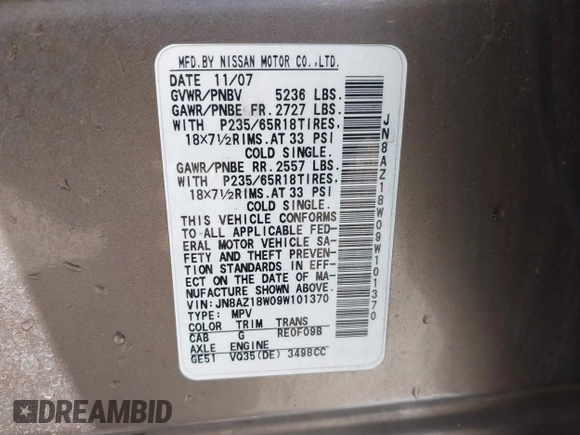 MFD.BY NISSAN MOTOR CO.,LTD.
DATE 11/07
GVWR/PNBV 5236 LBS.
GAWR/PNBE FR. 2727 LBS.
WITH P235/65R18TIRES,
18X7½RIMS.AT 33 PSI
COLD SINGLE.
GAWR/PNBE RR. 2557 LBS.
WITH P235/65R18TIRES,
18X7½RIMS.AT 33 PSI
COLD SINGLE.
THIS VEHICLE CONFORMS
TO ALL APPLICABLE FED-
ERAL MOTOR VEHICLE SA-
FETY AND THEFT PREVEN-
TION STANDARDS IN EFF-
ECT ON THE DATE OF MA-
NUFACTURE SHOWN ABOVE.
VIN:JN8AZ18W09W101370
TYPE: MPV
COLOR TRIM TRANS
CAB G RE0F09B
AXLE ENGINE
GE51 VQ35(DE) 3498CC
JN8AZ18W09W101370
DREAMBID
DREAMBID.COM